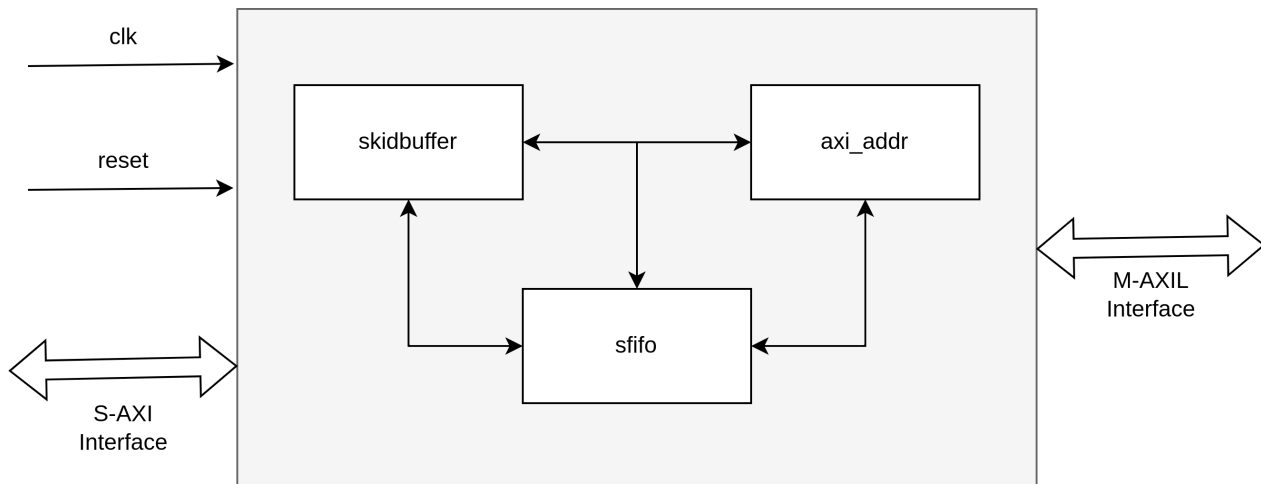 clk
reset
skidbuffer
axi_addr
sfifo
S-AXI
Interface
M-AXIL
Interface